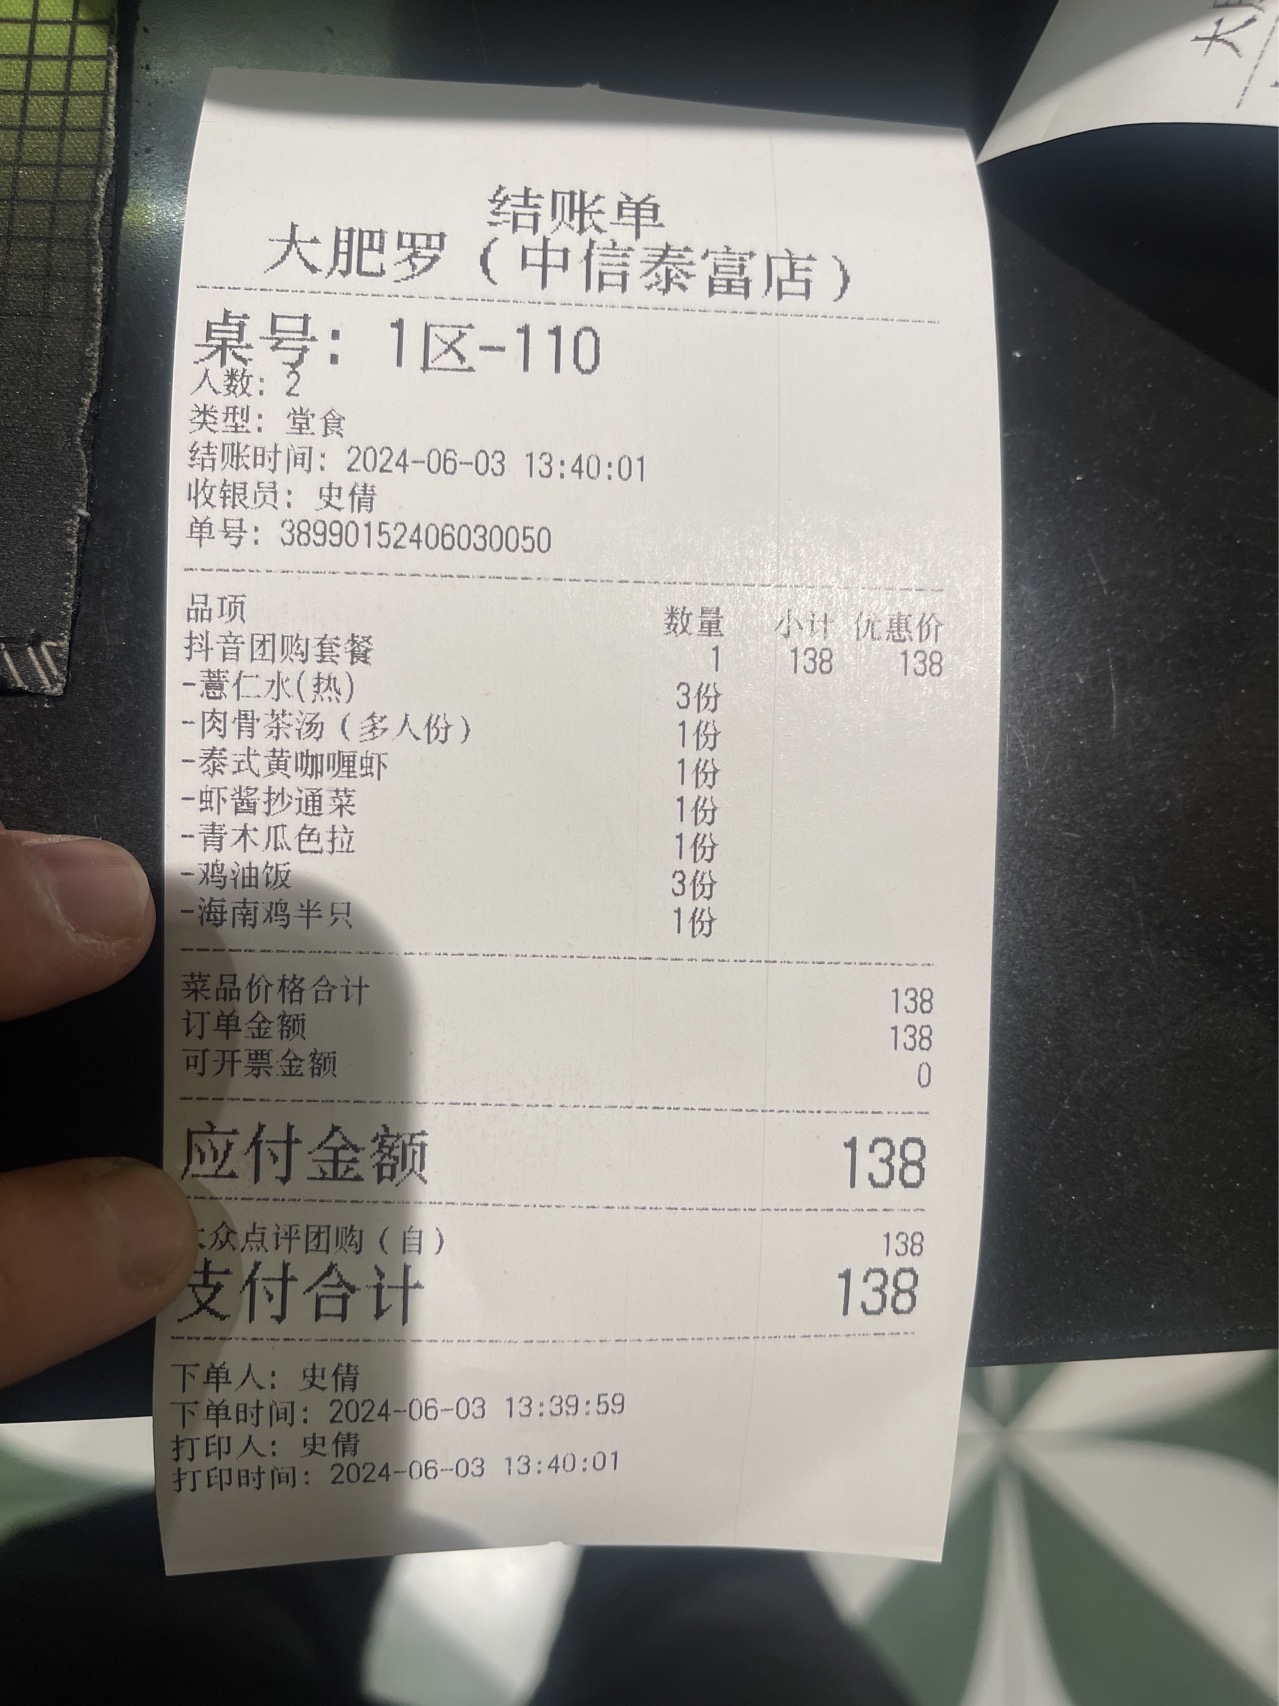 结账单
大肥罗（中信泰富店）
桌号：1区-110
人数：2
类型：堂食
结账时间：2024-06-03 13:40:01
收银员：史倩
单号：38990152406030050
品项 数量 小计 优惠价
抖音团购套餐 1 138 138
-薏仁水(热) 3份
-肉骨茶汤（多人份） 1份
-泰式黄咖喱虾 1份
-虾酱抄通菜 1份
-青木瓜色拉 1份
-鸡油饭 3份
-海南鸡半只 1份
菜品价格合计 138
订单金额 138
可开票金额 0
应付金额 138
众点评团购（自） 138
支付合计 138
下单人：史倩
下单时间：2024-06-03 13:39:59
打印人：史倩
打印时间：2024-06-03 13:40:01
大